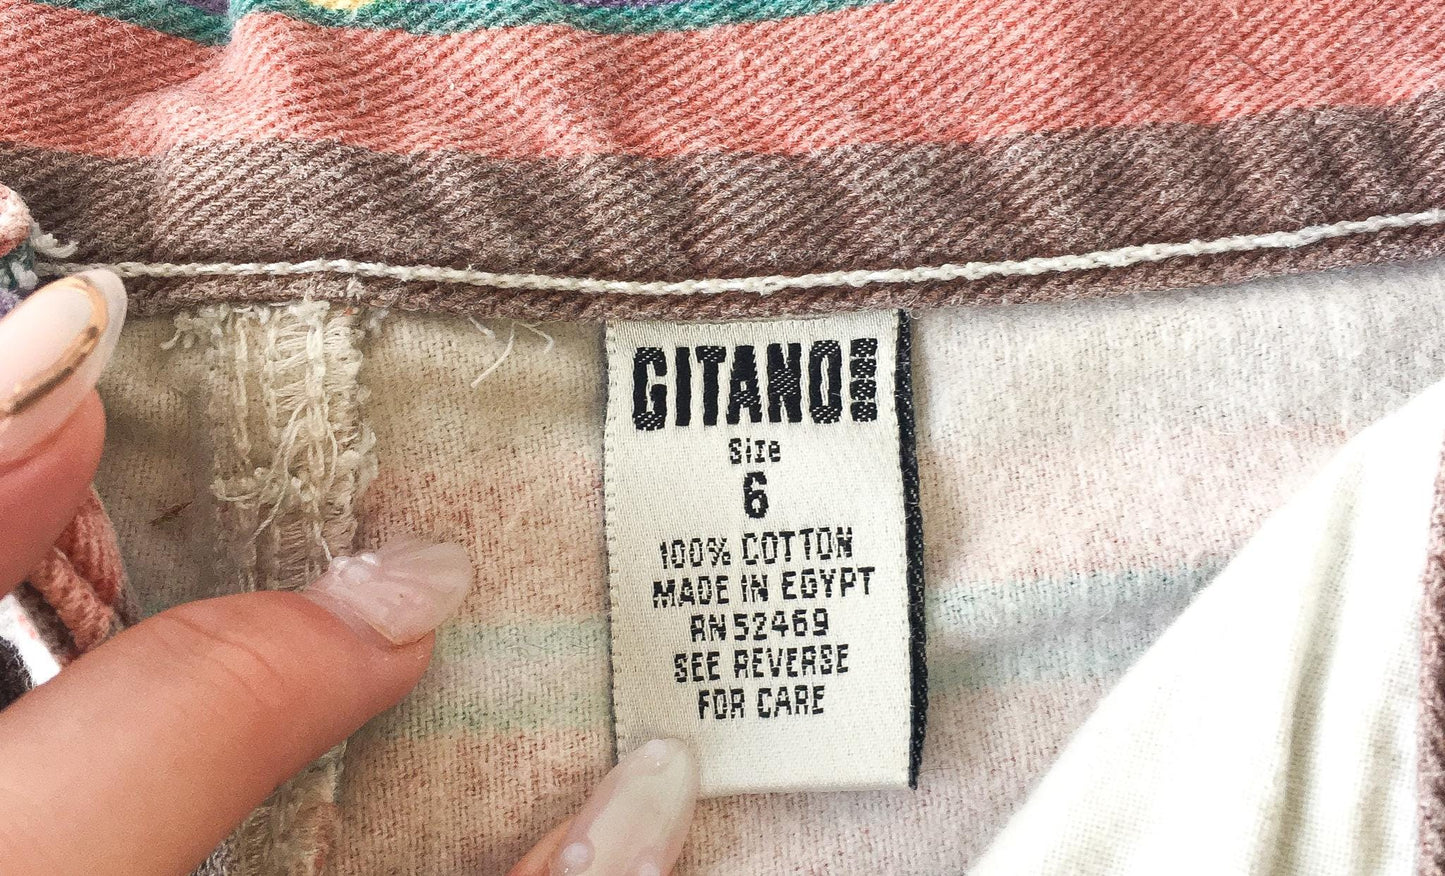 GITANO
Size
6
100% COTTON
MADE IN EGYPT
RN 52469
SEE REVERSE
FOR CARE